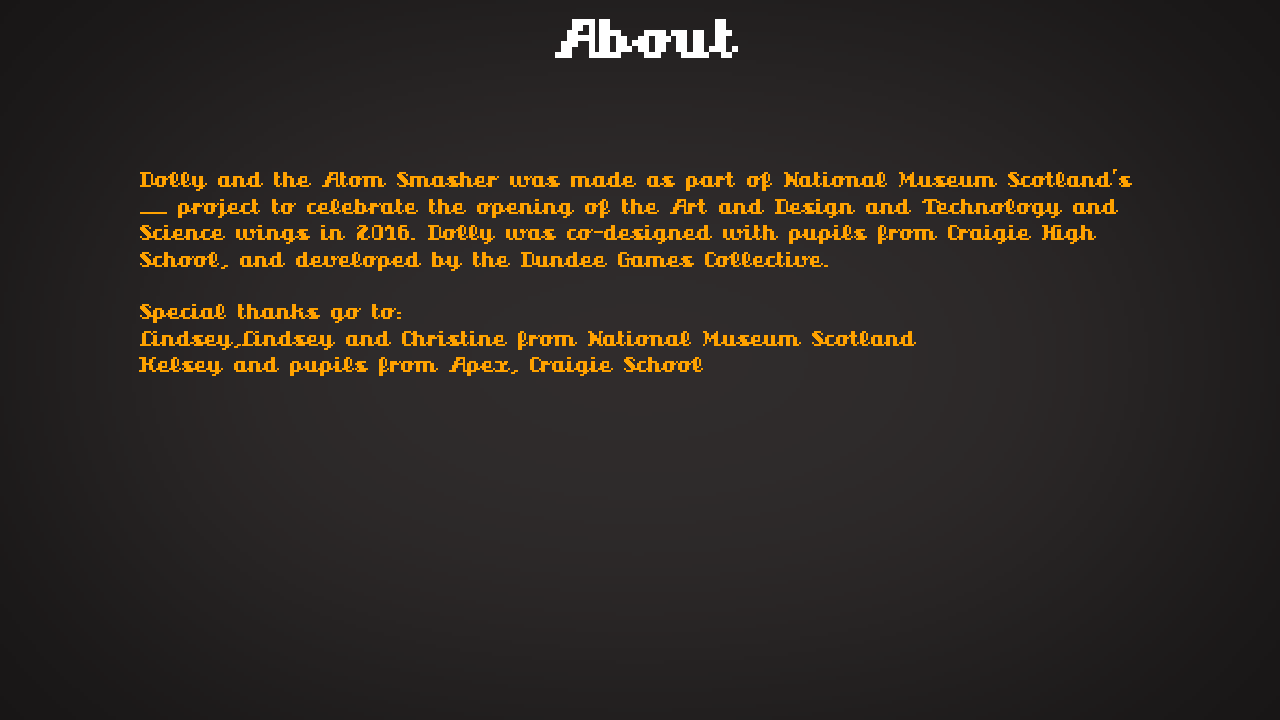 About
Dolly and the Atom Smasher was made as part of National Museum Scotland's
__ project to celebrate the opening of the Art and Design and Technology and
Science wings in 2016. Dolly was co-designed with pupils from Craigie High
School, and developed by the Dundee Games Collective.
Special thanks go to:
Lindsey,Lindsey and Christine from National Museum Scotland
Kelsey and pupils from Apex, Craigie School